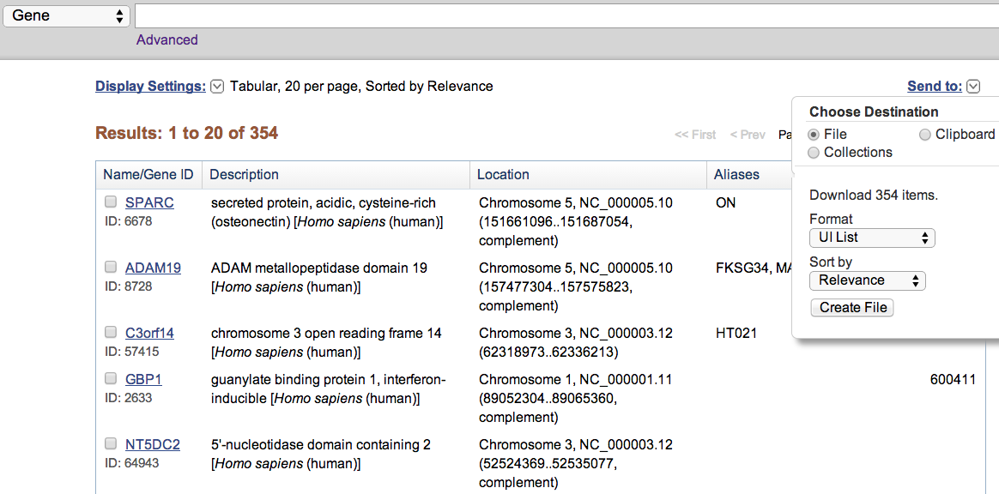 Gene
Advanced
Display Settings: Tabular, 20 per page, Sorted by Relevance
Send to:
Choose Destination
File Clipboard
Collections
Download 354 items.
Format
UI List
Sort by
Relevance
Create File
Results: 1 to 20 of 354
<< First < Prev Pa
Name/Gene ID Description Location Aliases
SPARC secreted protein, acidic, cysteine-rich Chromosome 5, NC_000005.10 ON
ID: 6678 (osteonectin) [Homo sapiens (human)] (151661096..151687054,
complement)
ADAM19 ADAM metallopeptidase domain 19 Chromosome 5, NC_000005.10 FKSG34, MA
ID: 8728 [Homo sapiens (human)] (157477304..157575823,
complement)
C3orf14 chromosome 3 open reading frame 14 Chromosome 3, NC_000003.12 HT021
ID: 57415 [Homo sapiens (human)] (62318973..62336213)
GBP1 guanylate binding protein 1, interferon- Chromosome 1, NC_000001.11 600411
ID: 2633 inducible [Homo sapiens (human)] (89052304..89065360,
complement)
NT5DC2 5'-nucleotidase domain containing 2 Chromosome 3, NC_000003.12
ID: 64943 [Homo sapiens (human)] (52524369..52535077,
complement)